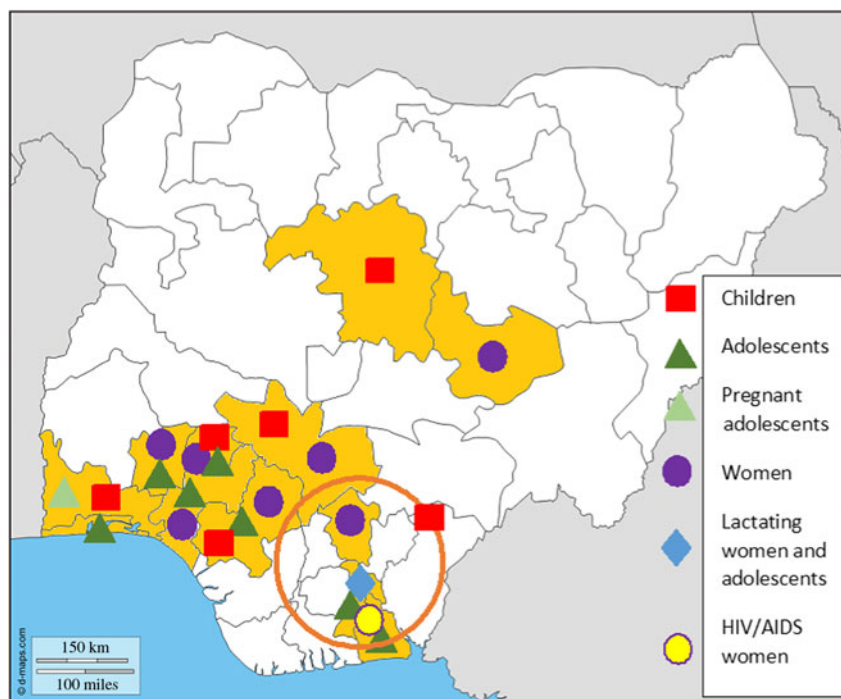 Children
Adolescents
Pregnant
adolescents
Women
Lactating
women and
adolescents
HIV/AIDS
women
150 km
100 miles
© d-maps.com